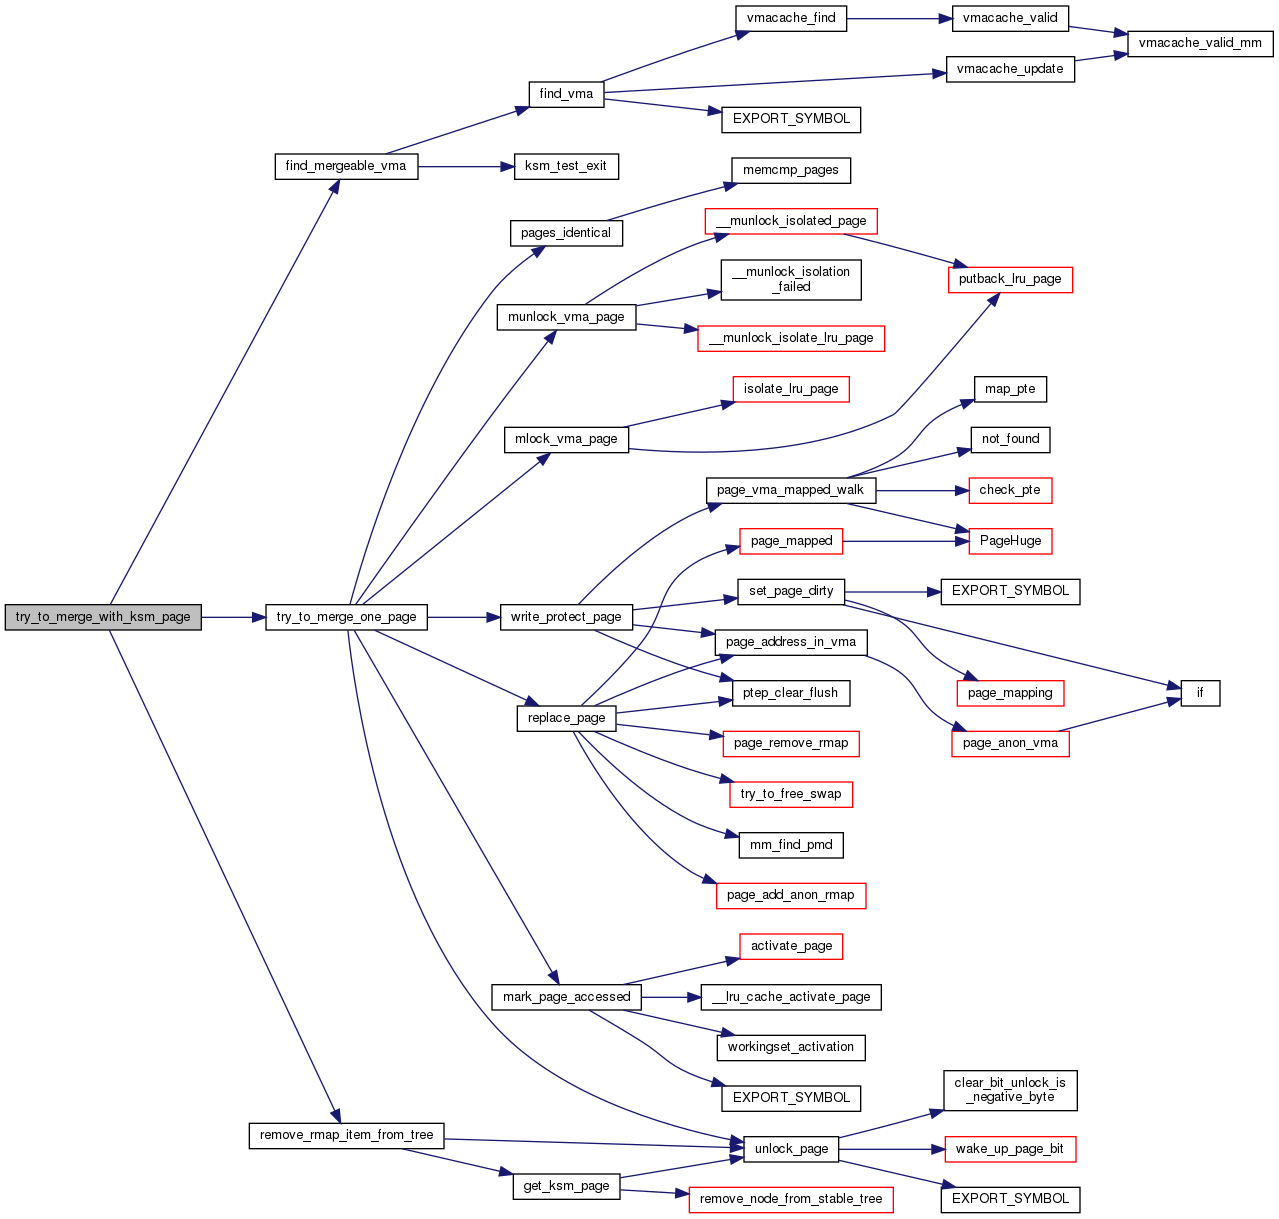 vmacache_find
vmacache_valid
vmacache_valid_mm
vmacache_update
find_vma
EXPORT_SYMBOL
find_mergeable_vma
ksm_test_exit
memcmp_pages
pages_identical
__munlock_isolated_page
putback_lru_page
__munlock_isolation
_failed
munlock_vma_page
__munlock_isolate_lru_page
isolate_lru_page
map_pte
mlock_vma_page
not_found
page_vma_mapped_walk
check_pte
page_mapped
PageHuge
set_page_dirty
EXPORT_SYMBOL
try_to_merge_with_ksm_page
try_to_merge_one_page
write_protect_page
page_address_in_vma
ptep_clear_flush
page_mapping
if
replace_page
page_remove_rmap
page_anon_vma
try_to_free_swap
mm_find_pmd
page_add_anon_rmap
activate_page
mark_page_accessed
__lru_cache_activate_page
workingset_activation
EXPORT_SYMBOL
clear_bit_unlock_is
_negative_byte
remove_rmap_item_from_tree
unlock_page
wake_up_page_bit
get_ksm_page
remove_node_from_stable_tree
EXPORT_SYMBOL